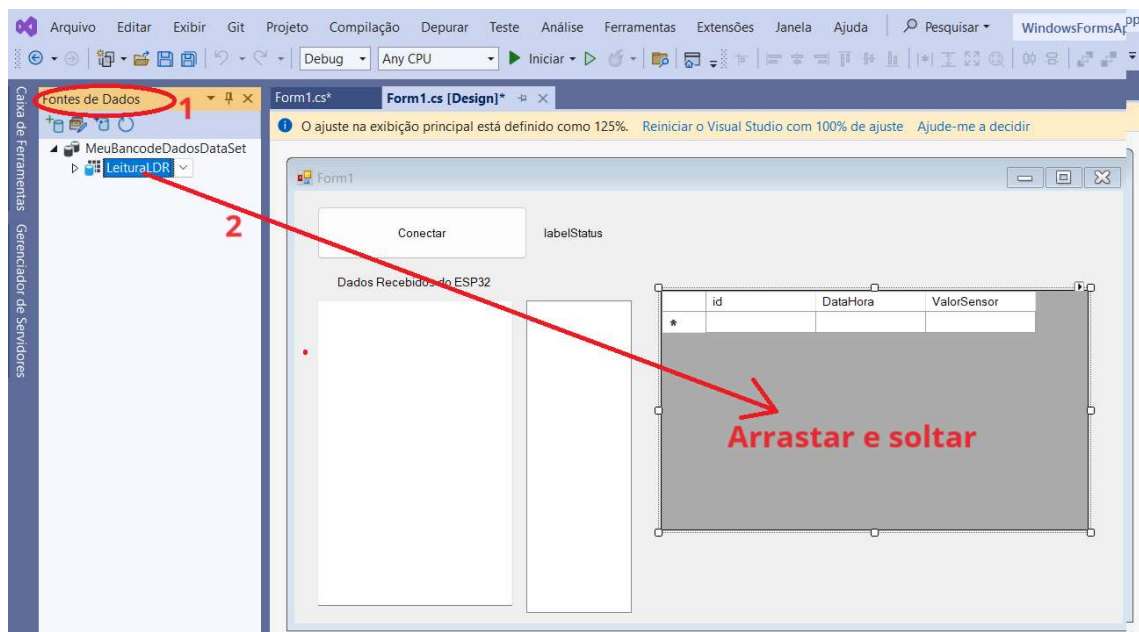 Arquivo Editar Exibir Git Projeto Compilação Depurar Teste Análise Ferramentas Extensões Janela Ajuda Pesquisar WindowsFormsAp
pp
Debug Any CPU Iniciar
Caixa de Ferramentas
Gerenciador de Servidores
Fontes de Dados
1
MeuBancodeDadosDataSet
LeituraLDR
2
Form1.cs* Form1.cs [Design]*
O ajuste na exibição principal está definido como 125%. Reiniciar o Visual Studio com 100% de ajuste Ajude-me a decidir
Form1
Conectar labelStatus
Dados Recebidos do ESP32
id DataHora ValorSensor
*
Arrastar e soltar